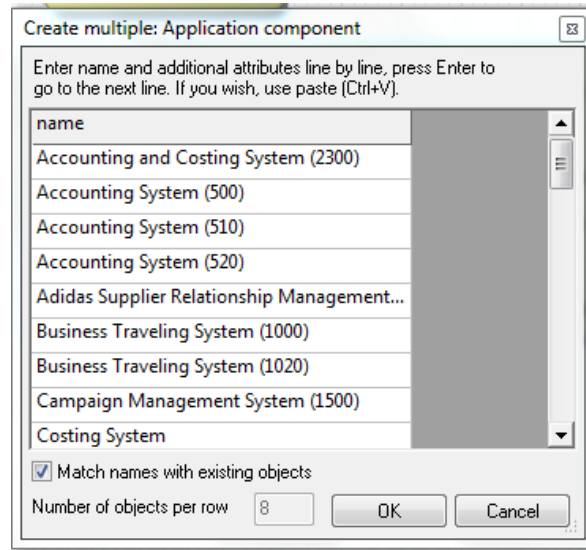 Create multiple: Application component
Enter name and additional attributes line by line, press Enter to
go to the next line. If you wish, use paste (Ctrl+V).
name
Accounting and Costing System (2300)
Accounting System (500)
Accounting System (510)
Accounting System (520)
Adidas Supplier Relationship Management...
Business Traveling System (1000)
Business Traveling System (1020)
Campaign Management System (1500)
Costing System
Match names with existing objects
Number of objects per row 8 OK Cancel